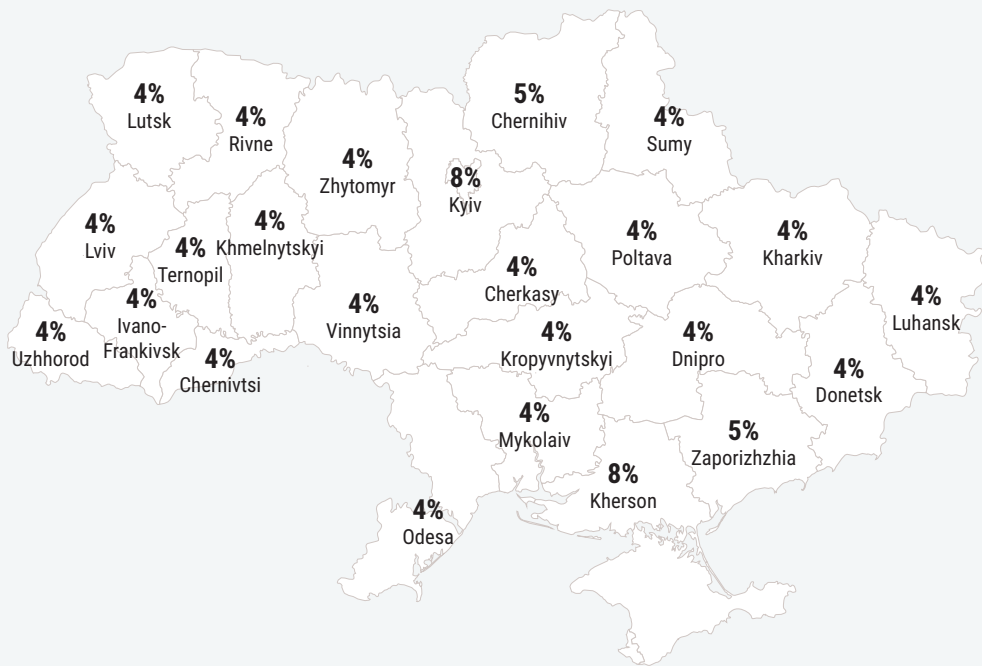 4%
Lutsk
4%
Rivne
4%
Zhytomyr
8%
Kyiv
5%
Chernihiv
4%
Sumy
4%
Lviv
4%
Ternopil
4%
Khmelnytskyi
4%
Vinnytsia
4%
Cherkasy
4%
Poltava
4%
Kharkiv
4%
Luhansk
4%
Uzhhorod
4%
Ivano-
Frankivsk
4%
Chernivtsi
4%
Kropyvnytskyi
4%
Dnipro
4%
Donetsk
4%
Mykolaiv
5%
Zaporizhzhia
8%
Kherson
4%
Odesa